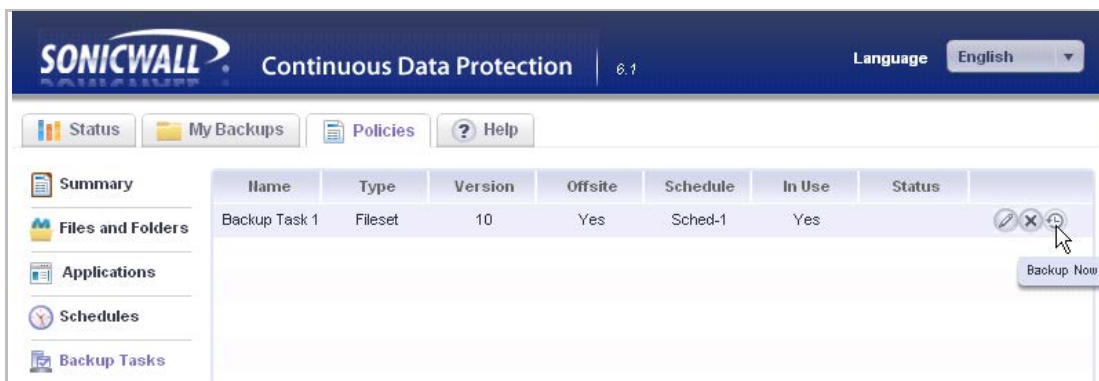 SONICWALL Continuous Data Protection 6.1 Language English
Status My Backups Policies ? Help
Summary
Files and Folders
Applications
Schedules
Backup Tasks
Name Type Version Offsite Schedule In Use Status
Backup Task 1 Fileset 10 Yes Sched-1 Yes
Backup Now